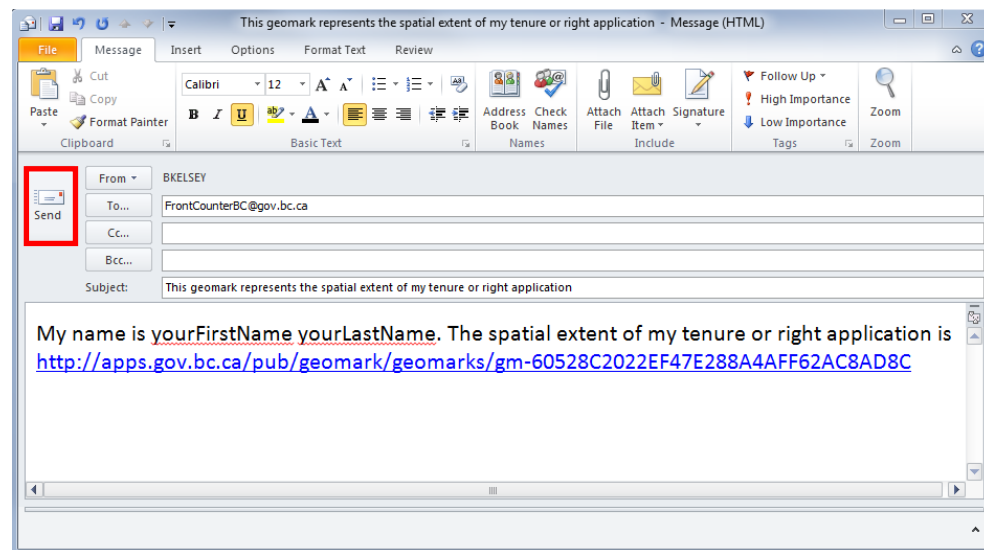 This geomark represents the spatial extent of my tenure or right application - Message (HTML)
File Message Insert Options Format Text Review
Paste
Cut
Copy
Format Painter
Clipboard
Calibri 12
B I U
Basic Text
Address Book
Check Names
Names
Attach File
Attach Item
Signature
Include
Follow Up
High Importance
Low Importance
Tags
Zoom
Zoom
Send
From BKELSEY
To... FrontCounterBC@gov.bc.ca
Cc...
Bcc...
Subject: This geomark represents the spatial extent of my tenure or right application
My name is yourFirstName yourLastName. The spatial extent of my tenure or right application is
http://apps.gov.bc.ca/pub/geomark/geomarks/gm-60528C2022EF47E288A4AFF62AC8AD8C